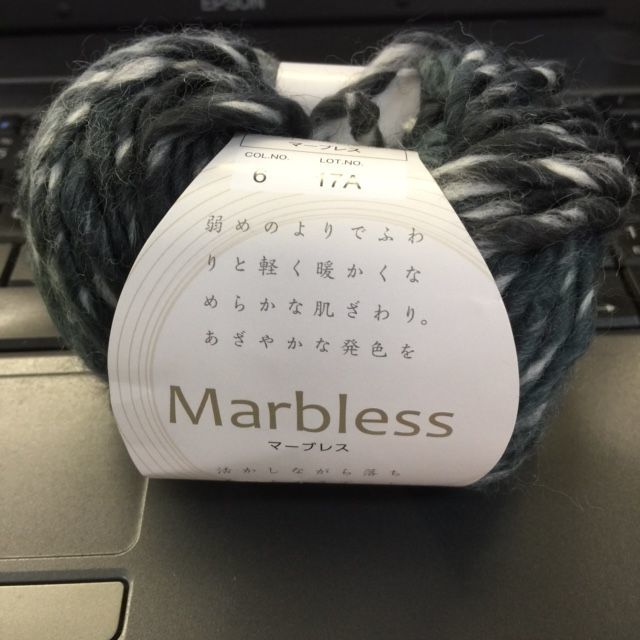 EPSON
マーブレス
COL.NO. LOT.NO.
6 17A
弱めのよりでふわ
りと軽く暖かくな
めらかな肌ざわり。
あざやかな発色を
Marbless
マーブレス
活かしながら落ち